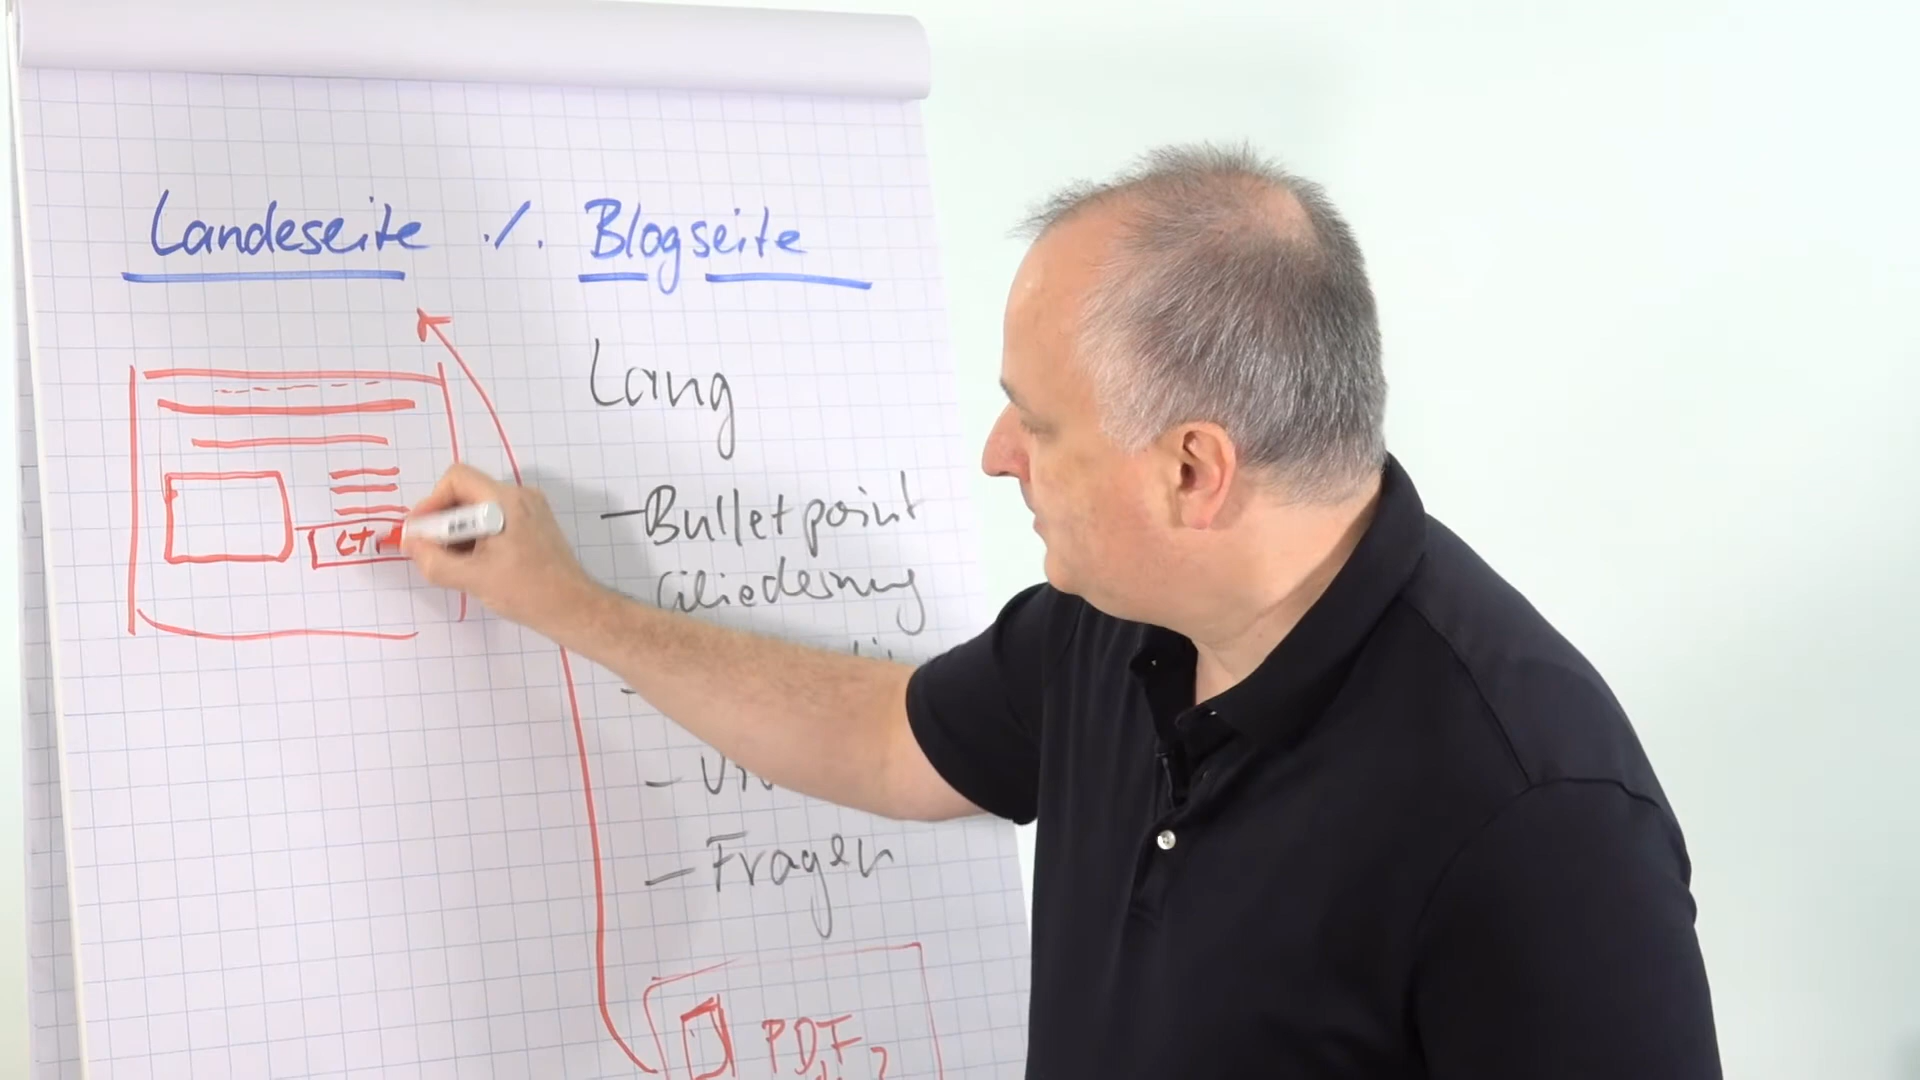 Landeseite ./. Blogseite
Lang
- Bulletpoint
- Gliederung
-
- Fragen
PDF